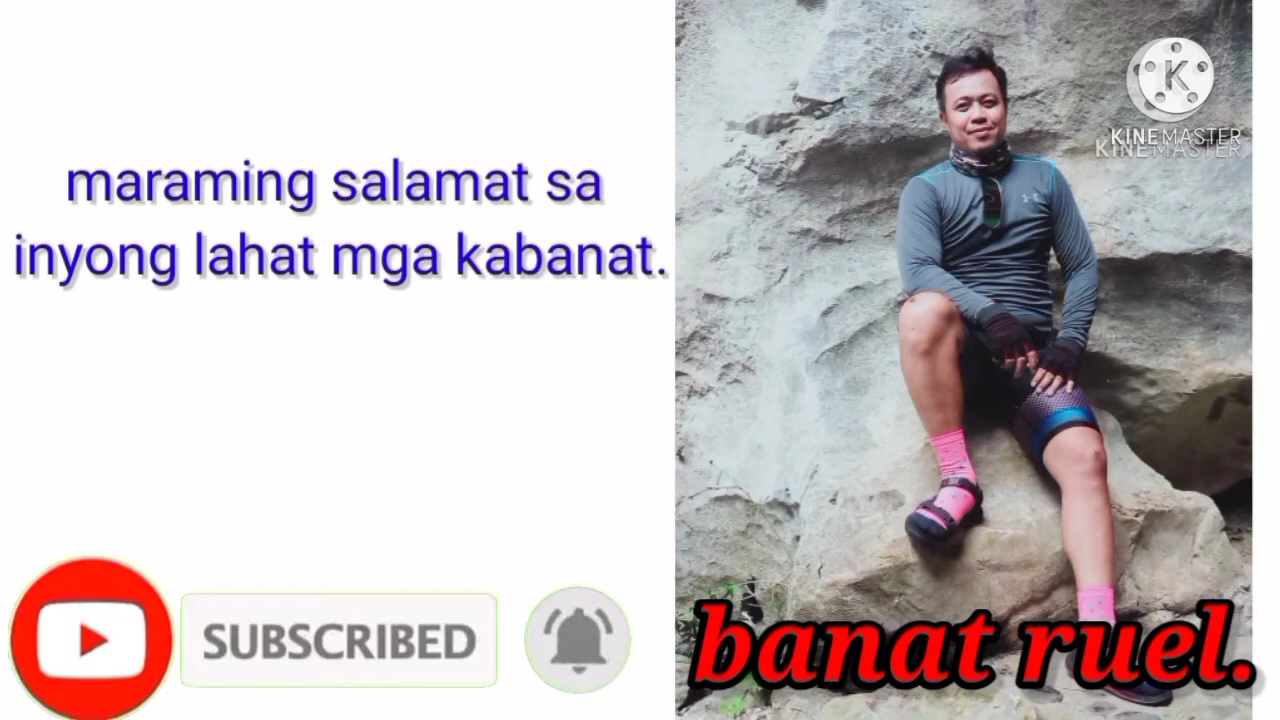 maraming salamat sa
inyong lahat mga kabanat.
K
KINEMASTER
KINEMASTER
SUBSCRIBED
banat ruel.